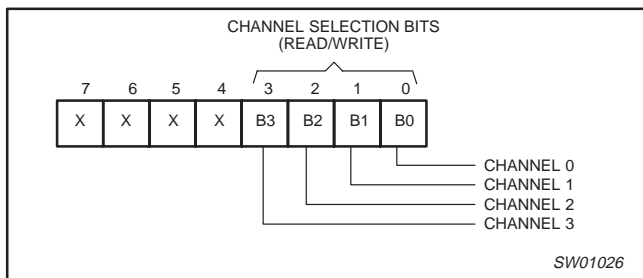 CHANNEL SELECTION BITS
(READ/WRITE)
7 6 5 4 3 2 1 0
X X X X B3 B2 B1 B0
CHANNEL 0
CHANNEL 1
CHANNEL 2
CHANNEL 3
SW01026